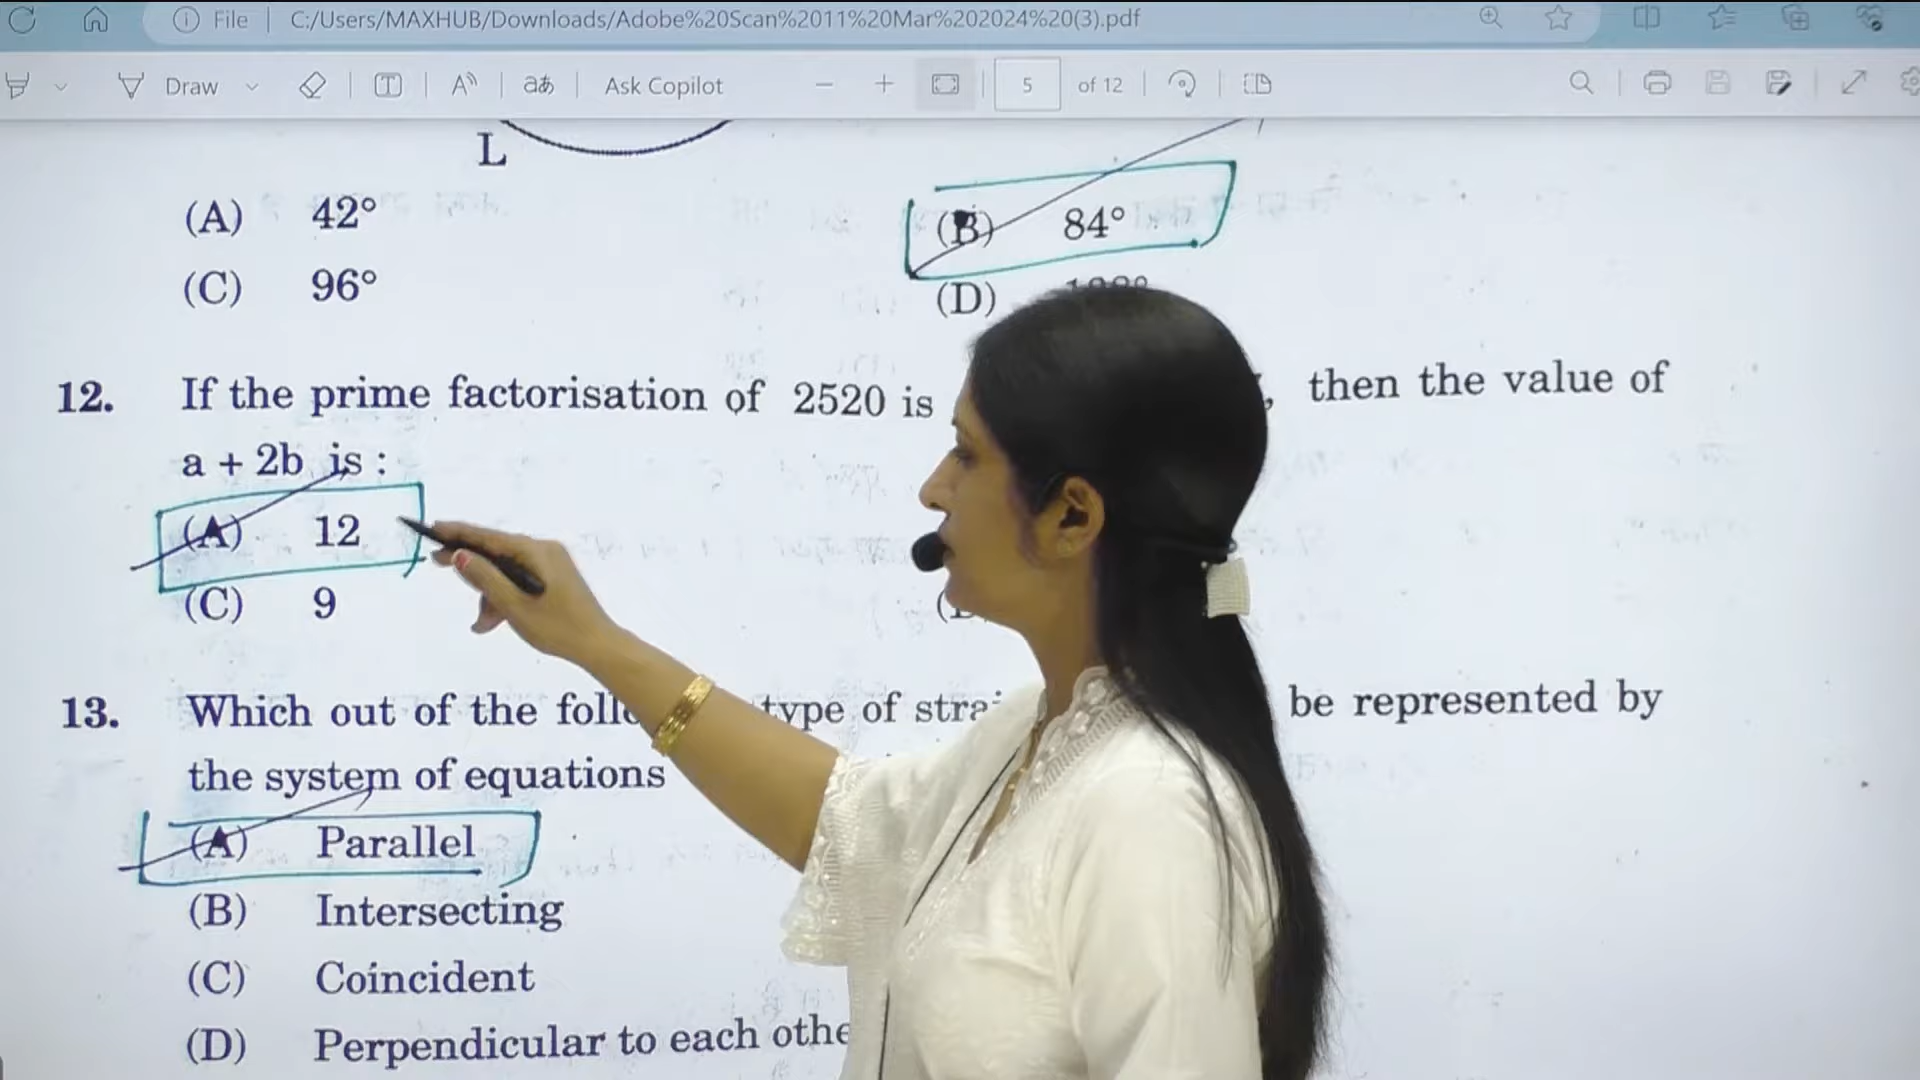 File C:/Users/MAXHUB/Downloads/Adobe%20Scan%2011%20Mar%202024%20(3).pdf
Draw Ask Copilot 5 of 12
L
(A) 42° (B) 84°
(C) 96° (D)
12. If the prime factorisation of 2520 is then the value of
a + 2b is :
(A) 12
(C) 9
13. Which out of the type of be represented by
the system of equations
(A) Parallel
(B) Intersecting
(C) Coincident
(D) Perpendicular to each